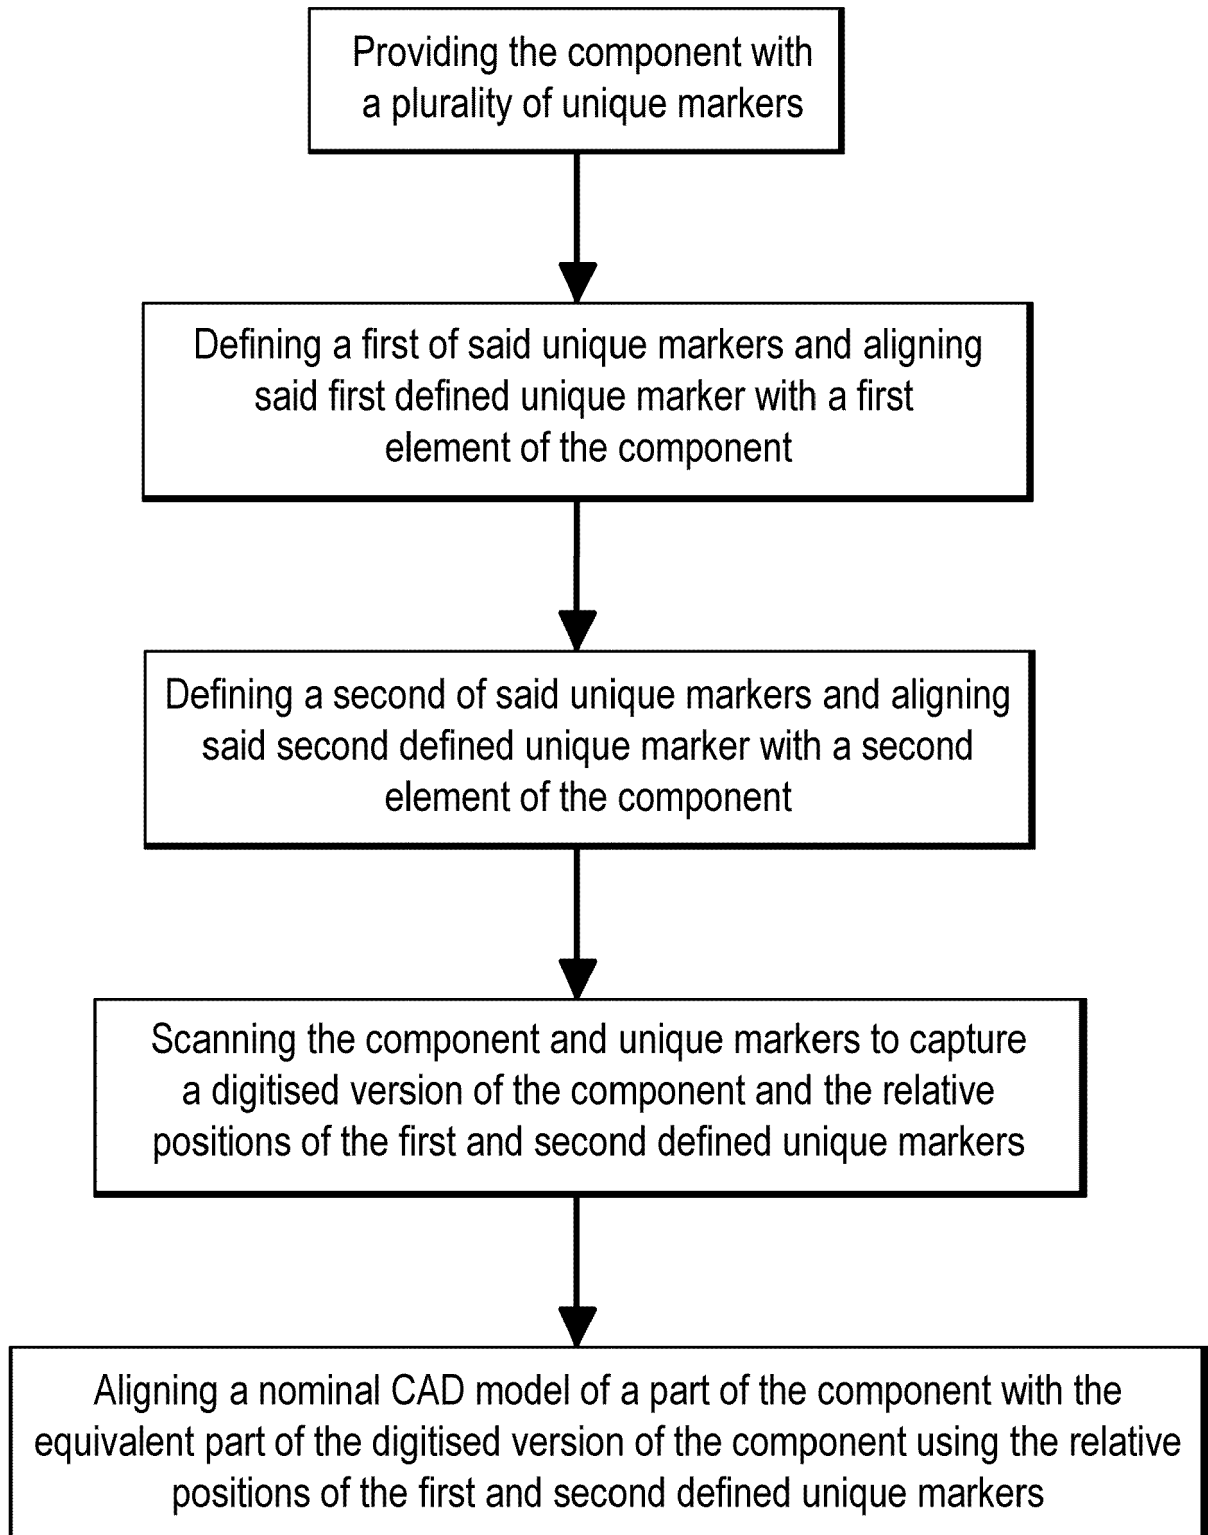 Providing the component with
a plurality of unique markers
Defining a first of said unique markers and aligning
said first defined unique marker with a first
element of the component
Defining a second of said unique markers and aligning
said second defined unique marker with a second
element of the component
Scanning the component and unique markers to capture
a digitised version of the component and the relative
positions of the first and second defined unique markers
Aligning a nominal CAD model of a part of the component with the
equivalent part of the digitised version of the component using the relative
positions of the first and second defined unique markers